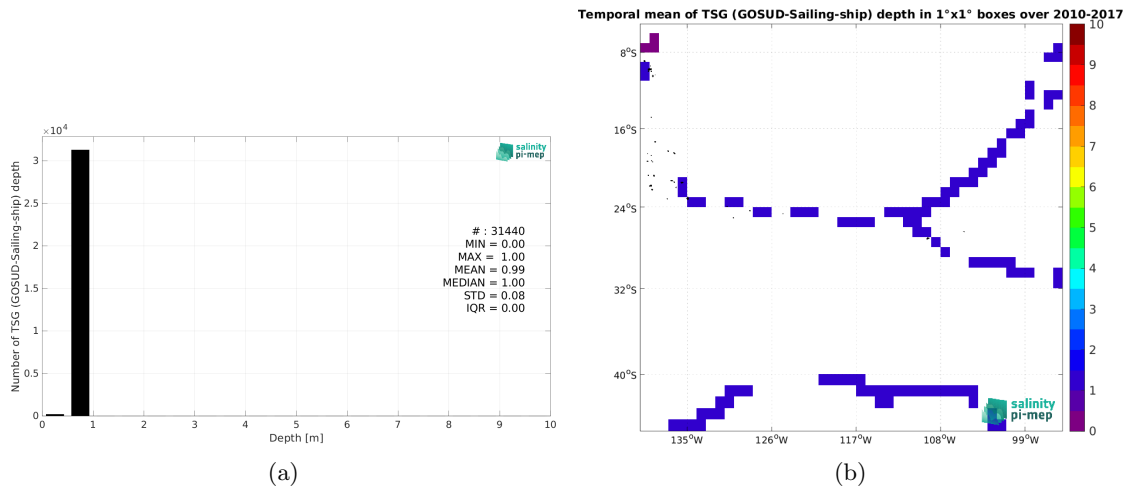 ×10⁴
3
2.5
2
1.5
1
0.5
0
0 1 2 3 4 5 6 7 8 9 10
Number of TSG (GOSUD-Sailing-ship) depth
Depth [m]
salinity
pi-mep
# : 31440
MIN = 0.00
MAX = 1.00
MEAN = 0.99
MEDIAN = 1.00
STD = 0.08
IQR = 0.00
(a)
Temporal mean of TSG (GOSUD-Sailing-ship) depth in 1°x1° boxes over 2010-2017
8°S
16°S
24°S
32°S
40°S
135°W 126°W 117°W 108°W 99°W
salinity
pi-mep
10
9
8
7
6
5
4
3
2
1
0
(b)